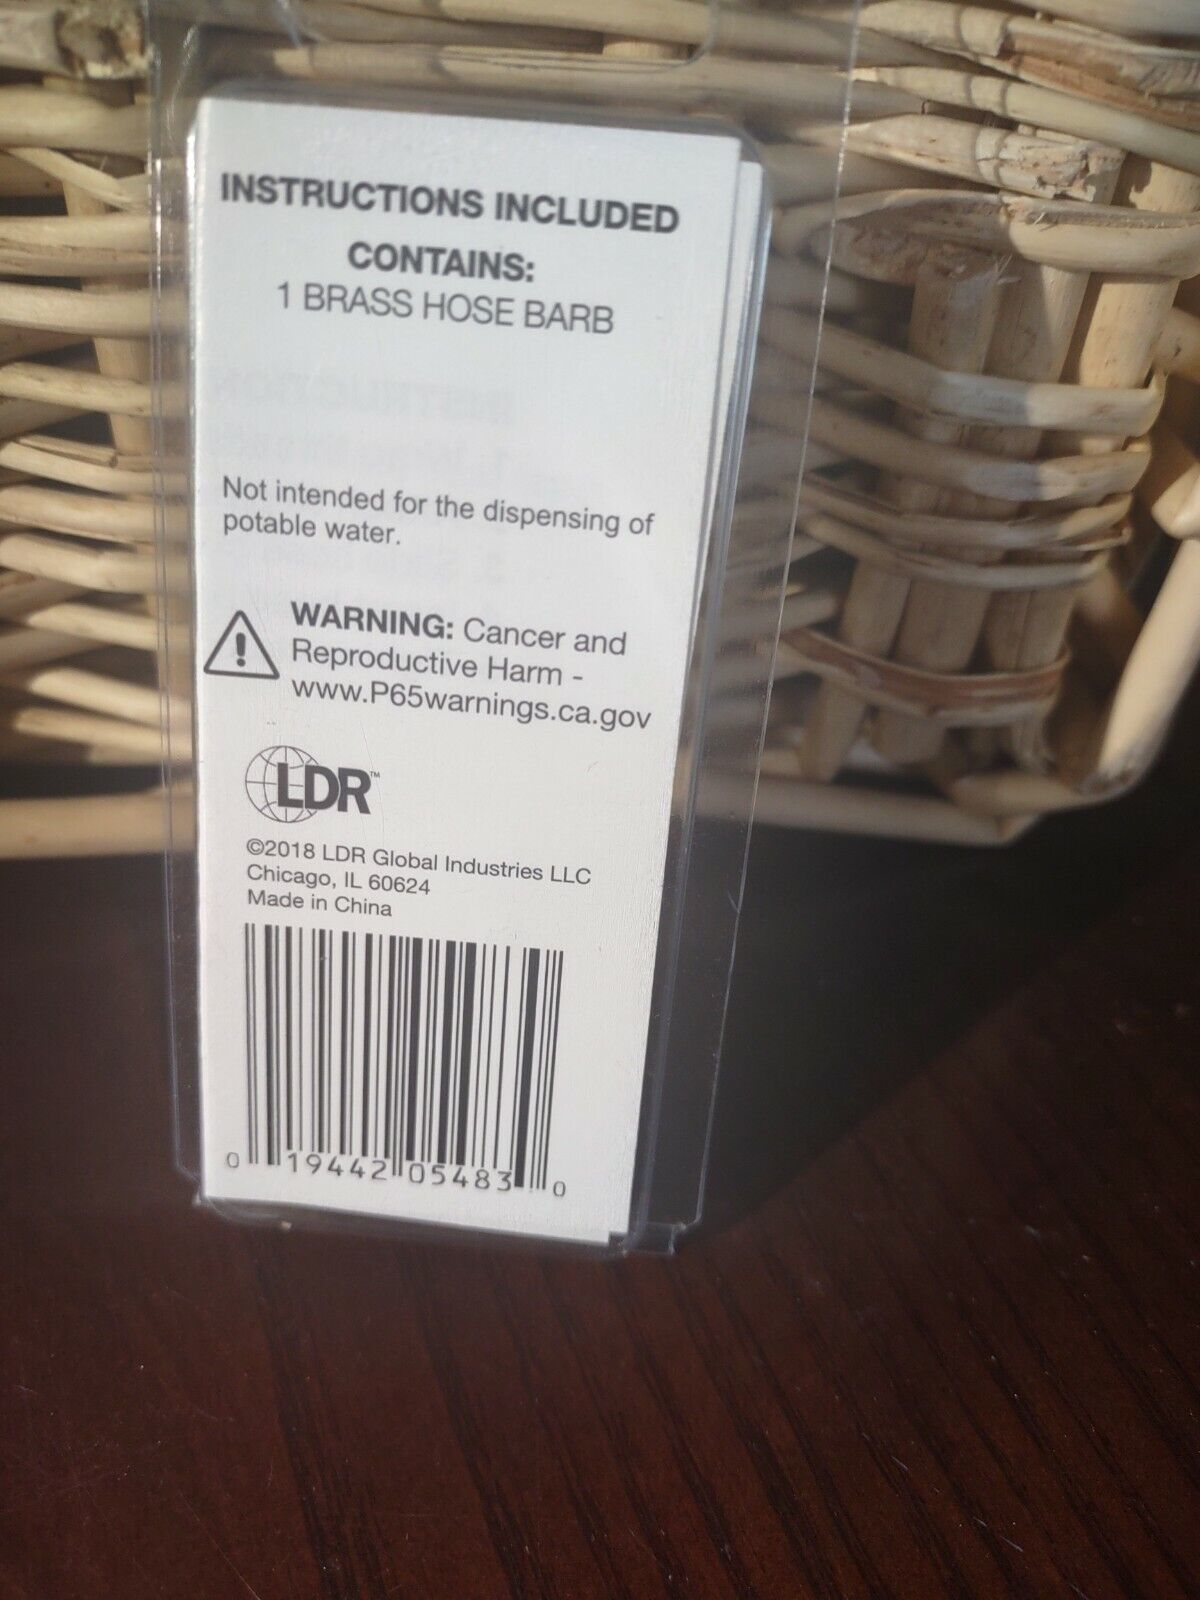 INSTRUCTIONS INCLUDED
CONTAINS:
1 BRASS HOSE BARB
Not intended for the dispensing of
potable water.
WARNING: Cancer and
Reproductive Harm -
www.P65warnings.ca.gov
LDR™
©2018 LDR Global Industries LLC
Chicago, IL 60624
Made in China
0 19442 05483 0